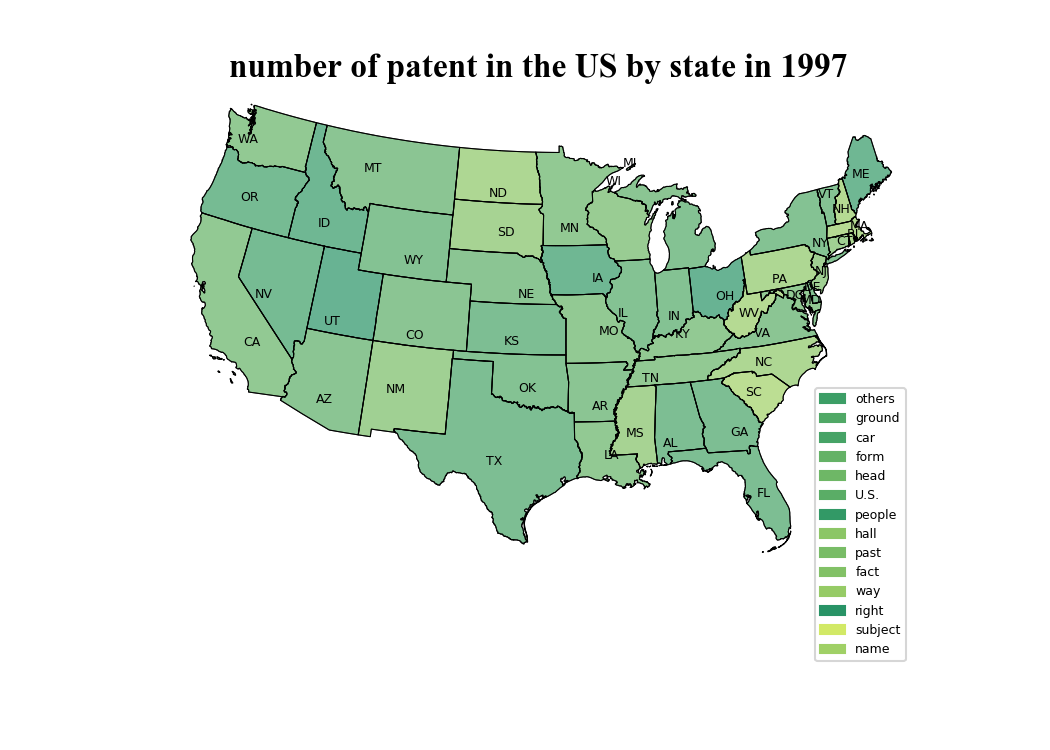 number of patent in the US by state in 1997
WA
MT
ND
MN
WI
MI
ME
VT
NH
MA
RI
CT
NY
OR
ID
SD
WY
NE
IA
IL
IN
OH
PA
NJ
DE
DC
MD
WV
VA
NV
UT
CO
KS
MO
KY
CA
AZ
NM
OK
AR
TN
NC
SC
TX
LA
MS
AL
GA
FL
others
ground
car
form
head
U.S.
people
hall
past
fact
way
right
subject
name